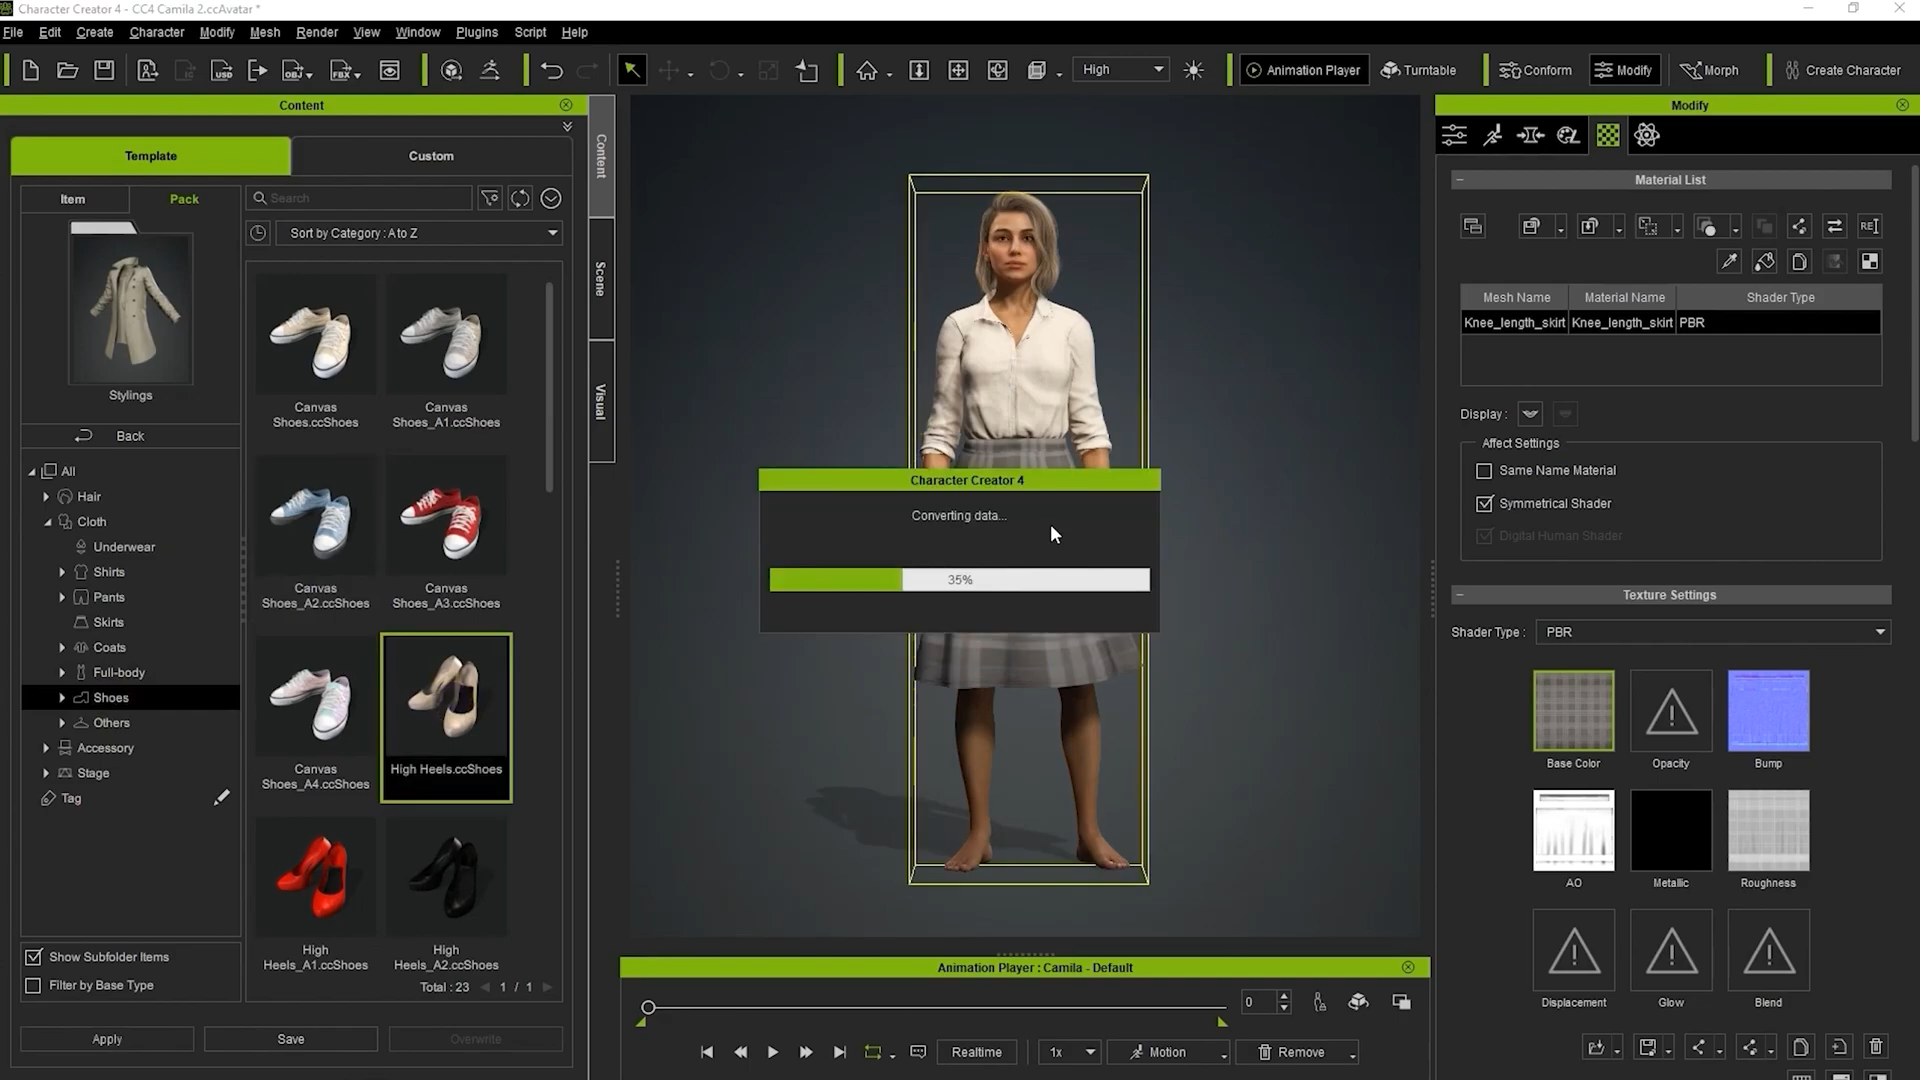 Character Creator 4 - CC4 Camila 2.ccAvatar *
File Edit Create Character Modify Mesh Render View Window Plugins Script Help
USD OBJ FBX High Animation Player Turntable Conform Modify Morph Create Character
Content
Template Custom
Item Pack Search
Sort by Category : A to Z
Stylings
Back
All
Hair
Cloth
Underwear
Shirts
Pants
Skirts
Coats
Full-body
Shoes
Others
Accessory
Stage
Tag
Show Subfolder Items
Filter by Base Type
Canvas
Shoes.ccShoes
Canvas
Shoes_A1.ccShoes
Canvas
Shoes_A2.ccShoes
Canvas
Shoes_A3.ccShoes
Canvas
Shoes_A4.ccShoes
High Heels.ccShoes
High
Heels_A1.ccShoes
High
Heels_A2.ccShoes
Total : 23 1 / 1
Apply Save Overwrite
Content
Scene
Visual
Character Creator 4
Converting data...
35%
Animation Player : Camila - Default
0
Realtime 1x Motion Remove
Modify
Material List
RE
Mesh Name Material Name Shader Type
Knee_length_skirt Knee_length_skirt PBR
Display :
Affect Settings
Same Name Material
Symmetrical Shader
Digital Human Shader
Texture Settings
Shader Type : PBR
Base Color Opacity Bump
AO Metallic Roughness
Displacement Glow Blend